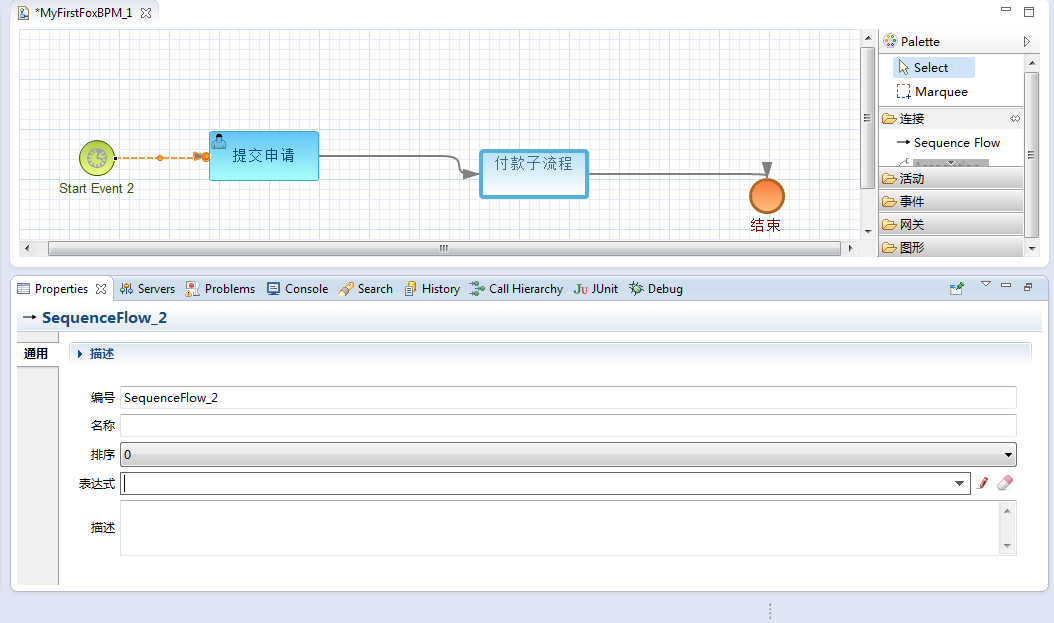 *MyFirstFoxBPM_1
Palette
Select
Marquee
连接
Sequence Flow
活动
事件
网关
图形
提交申请
付款子流程
Start Event 2
结束
Properties Servers Problems Console Search History Call Hierarchy Ju JUnit Debug
SequenceFlow_2
通用
描述
编号 SequenceFlow_2
名称
排序 0
表达式
描述